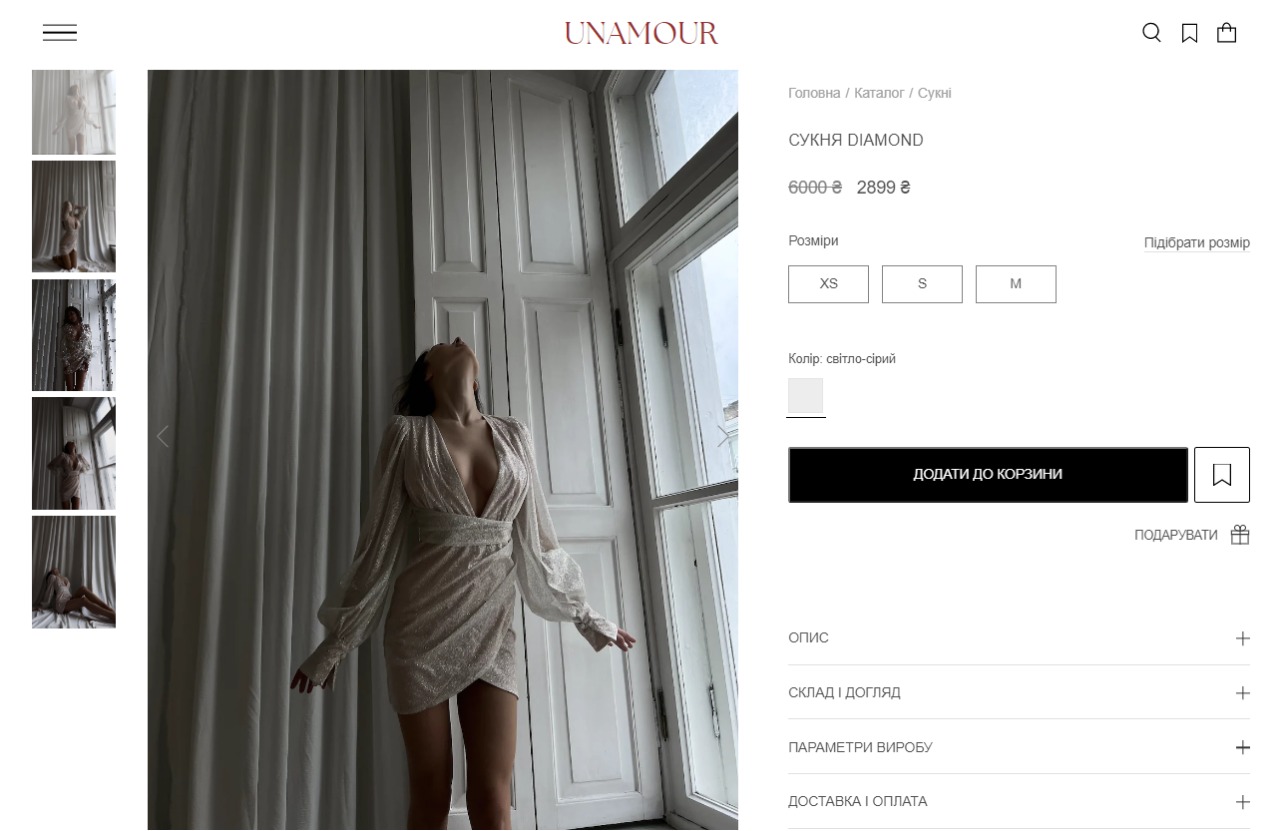 UNAMOUR
Головна / Каталог / Сукні
СУКНЯ DIAMOND
6000 ₴ 2899 ₴
Розміри
Підібрати розмір
XS S M
Колір: світло-сірий
ДОДАТИ ДО КОРЗИНИ
ПОДАРУВАТИ
ОПИС
СКЛАД І ДОГЛЯД
ПАРАМЕТРИ ВИРОБУ
ДОСТАВКА І ОПЛАТА